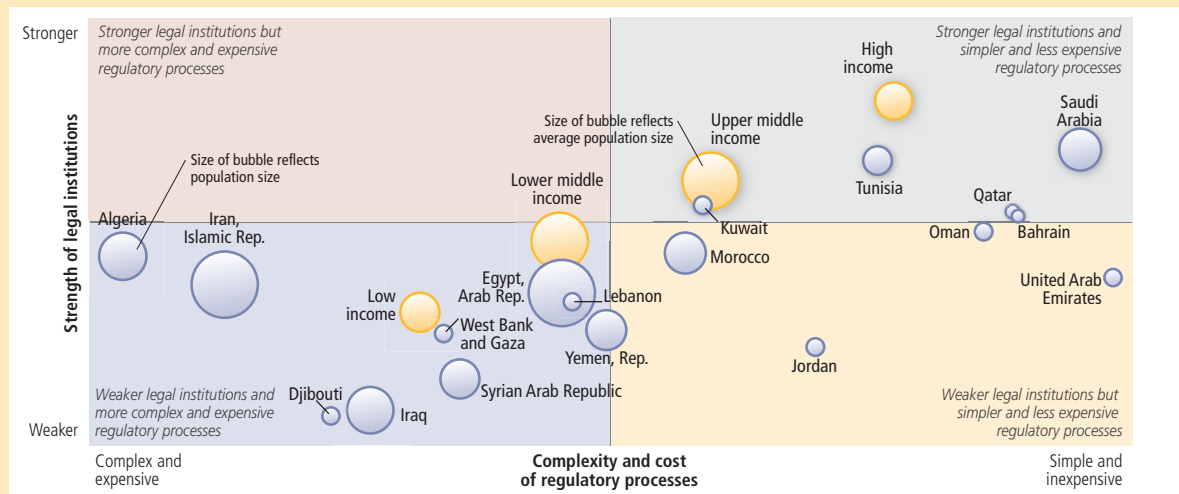 Stronger
Stronger legal institutions but
more complex and expensive
regulatory processes
Stronger legal institutions and
simpler and less expensive
regulatory processes
High
income
Saudi
Arabia
Size of bubble reflects
average population size
Upper middle
income
Size of bubble reflects
population size
Lower middle
income
Tunisia
Strength of legal institutions
Algeria
Iran,
Islamic Rep.
Qatar
Kuwait
Oman
Bahrain
Morocco
Egypt,
Arab Rep.
Lebanon
United Arab
Emirates
Low
income
West Bank
and Gaza
Yemen, Rep.
Jordan
Syrian Arab Republic
Djibouti
Iraq
Weaker legal institutions and
more complex and expensive
regulatory processes
Weaker legal institutions but
simpler and less expensive
regulatory processes
Weaker
Complex and
expensive
Complexity and cost
of regulatory processes
Simple and
inexpensive